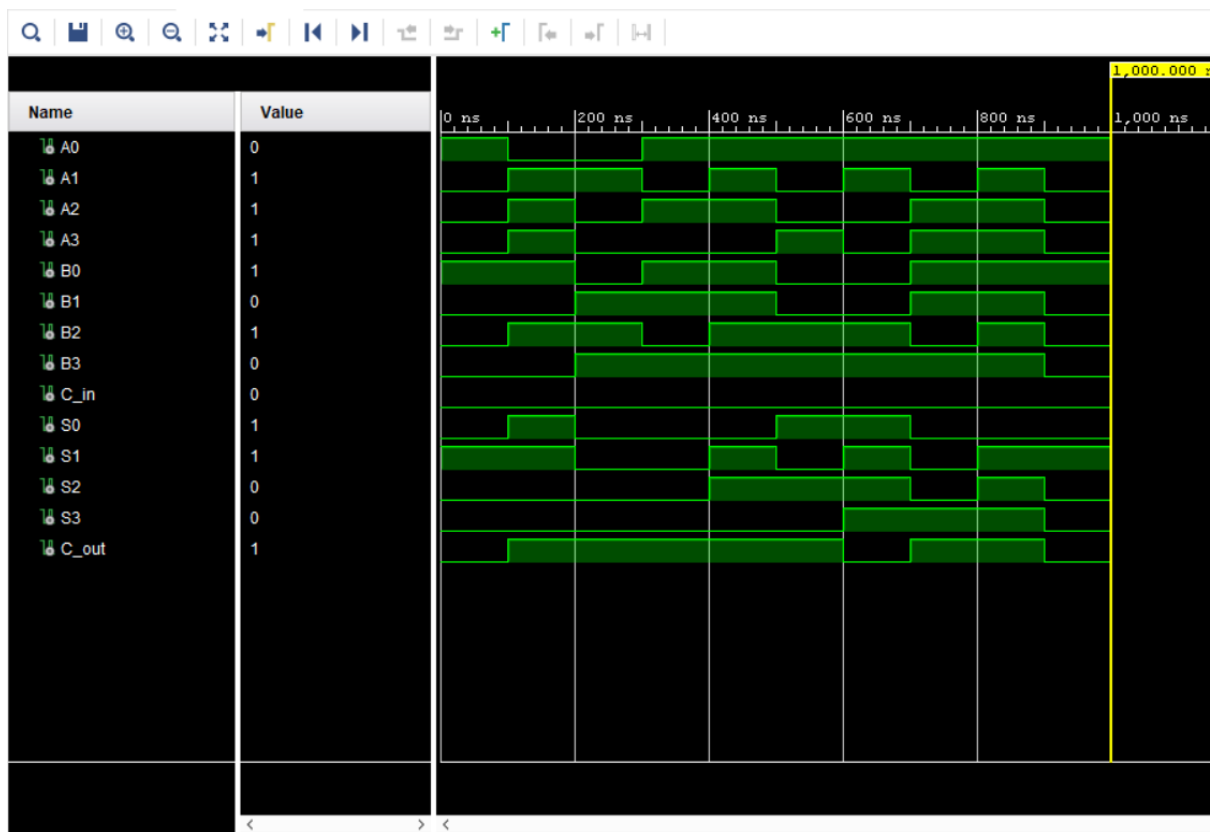 1,000.000 n
Name Value
0 ns 200 ns 400 ns 600 ns 800 ns 1,000 ns
A0 0
A1 1
A2 1
A3 1
B0 1
B1 0
B2 1
B3 0
C_in 0
S0 1
S1 1
S2 0
S3 0
C_out 1